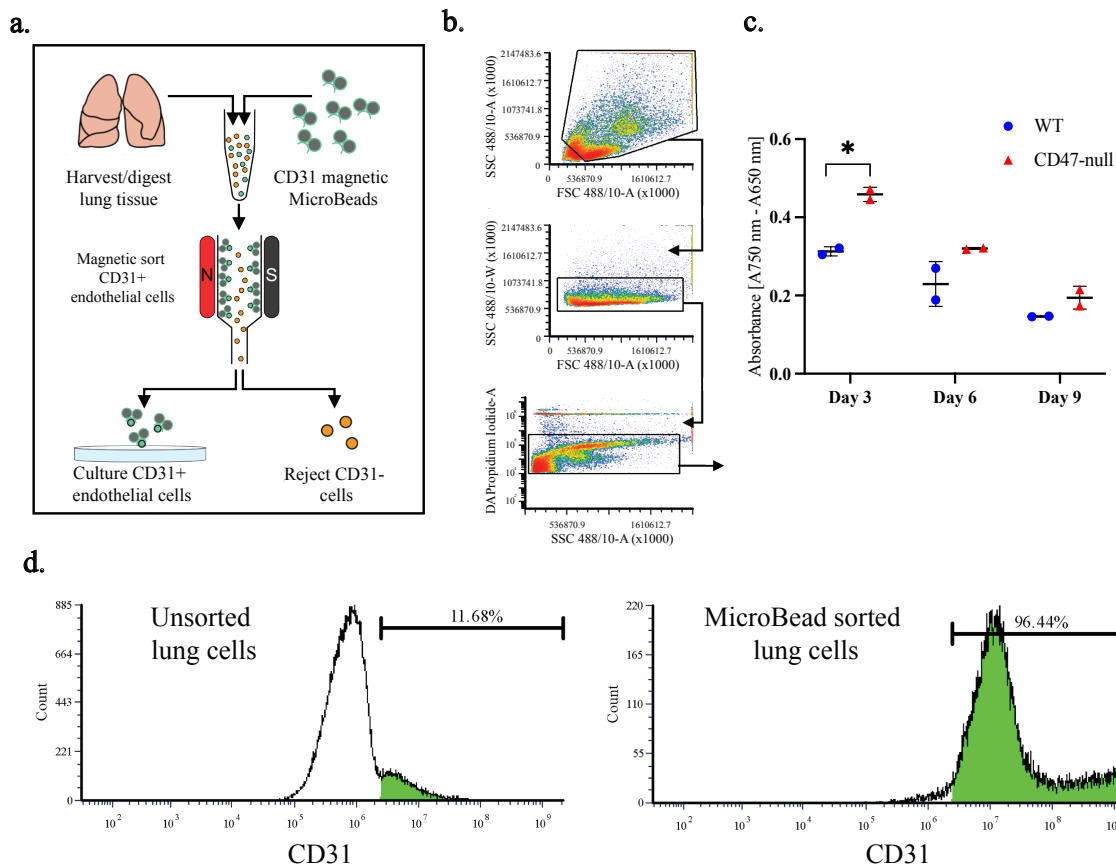 a.
Harvest/digest
lung tissue
CD31 magnetic
MicroBeads
Magnetic sort
CD31+
endothelial cells
N
S
Culture CD31+
endothelial cells
Reject CD31-
cells
b.
SSC 488/10-A (x1000)
2147483.6
1610612.7
1073741.8
536870.9
0
0
536870.9
1610612.7
FSC 488/10-A (x1000)
SSC 488/10-W (x1000)
2147483.6
1610612.7
1073741.8
536870.9
0
0
536870.9
1610612.7
FSC 488/10-A (x1000)
DAPropidium Iodide-A
10²
536870.9
1610612.7
SSC 488/10-A (x1000)
c.
WT
CD47-null
Absorbance [A750 nm - A650 nm]
0.6
0.4
0.2
0.0
*
Day 3
Day 6
Day 9
d.
Unsorted
lung cells
11.68%
Count
885
664
443
221
0
10²
10³
10⁴
10⁵
10⁶
10⁷
10⁸
10⁹
CD31
MicroBead sorted
lung cells
96.44%
Count
220
165
110
55
0
10²
10³
10⁴
10⁵
10⁶
10⁷
10⁸
CD31